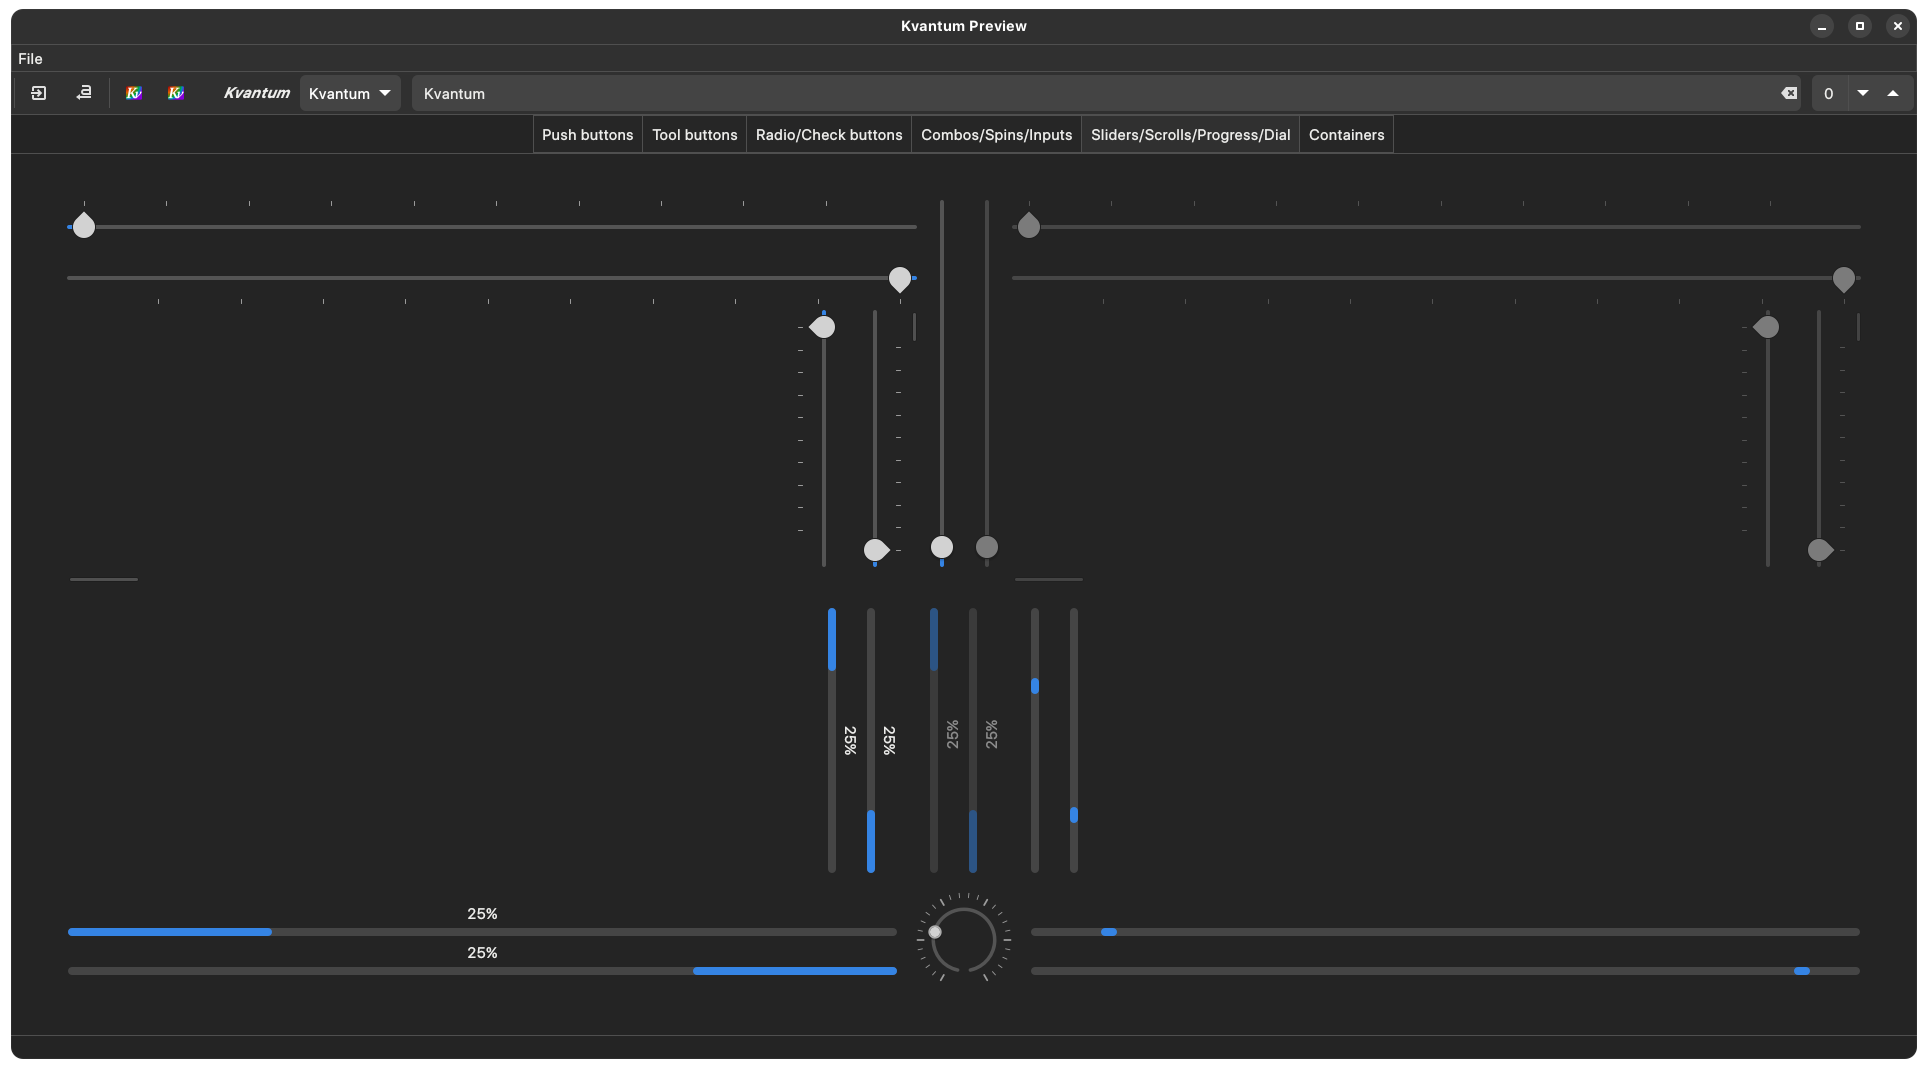 Kvantum Preview
File
Kvantum Kvantum Kvantum 0
Push buttons Tool buttons Radio/Check buttons Combos/Spins/Inputs Sliders/Scrolls/Progress/Dial Containers
25% 25% 25% 25%
25%
25%